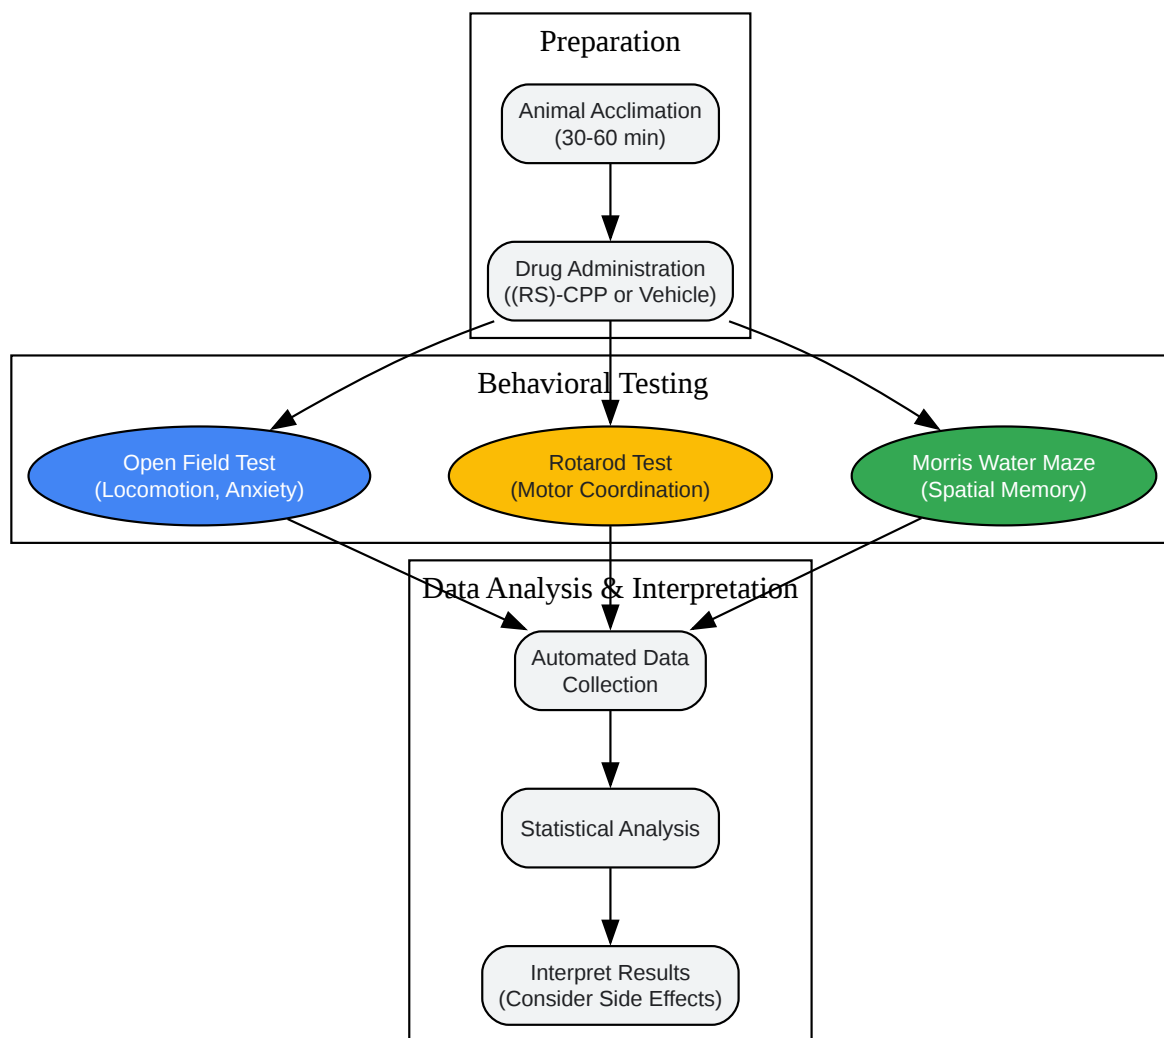 Preparation
Animal Acclimation
(30-60 min)
Drug Administration
((RS)-CPP or Vehicle)
Behavioral Testing
Open Field Test
(Locomotion, Anxiety)
Rotarod Test
(Motor Coordination)
Morris Water Maze
(Spatial Memory)
Data Analysis & Interpretation
Automated Data
Collection
Statistical Analysis
Interpret Results
(Consider Side Effects)